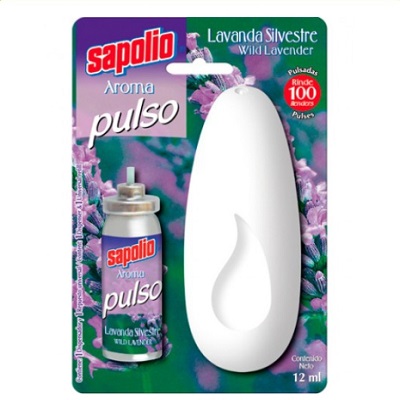 sapolio
Aroma
pulso
Lavanda Silvestre
Wild Lavender
Pulsadas
Rinde
100
Renders
Pulses
sapolio
Aroma
pulso
Lavanda Silvestre
WILD LAVENDER
Contenido
Neto
12 ml